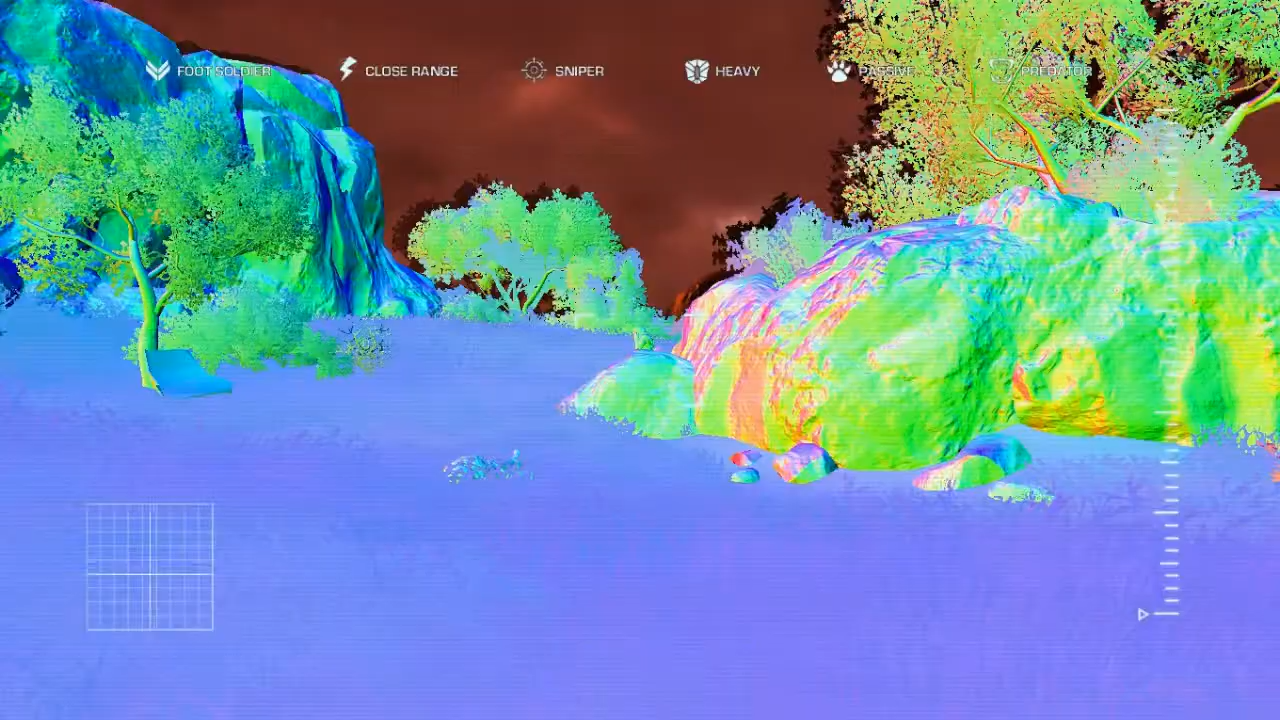 FOOT SOLDIER
CLOSE RANGE
SNIPER
HEAVY
PASSIVE
PREDATOR